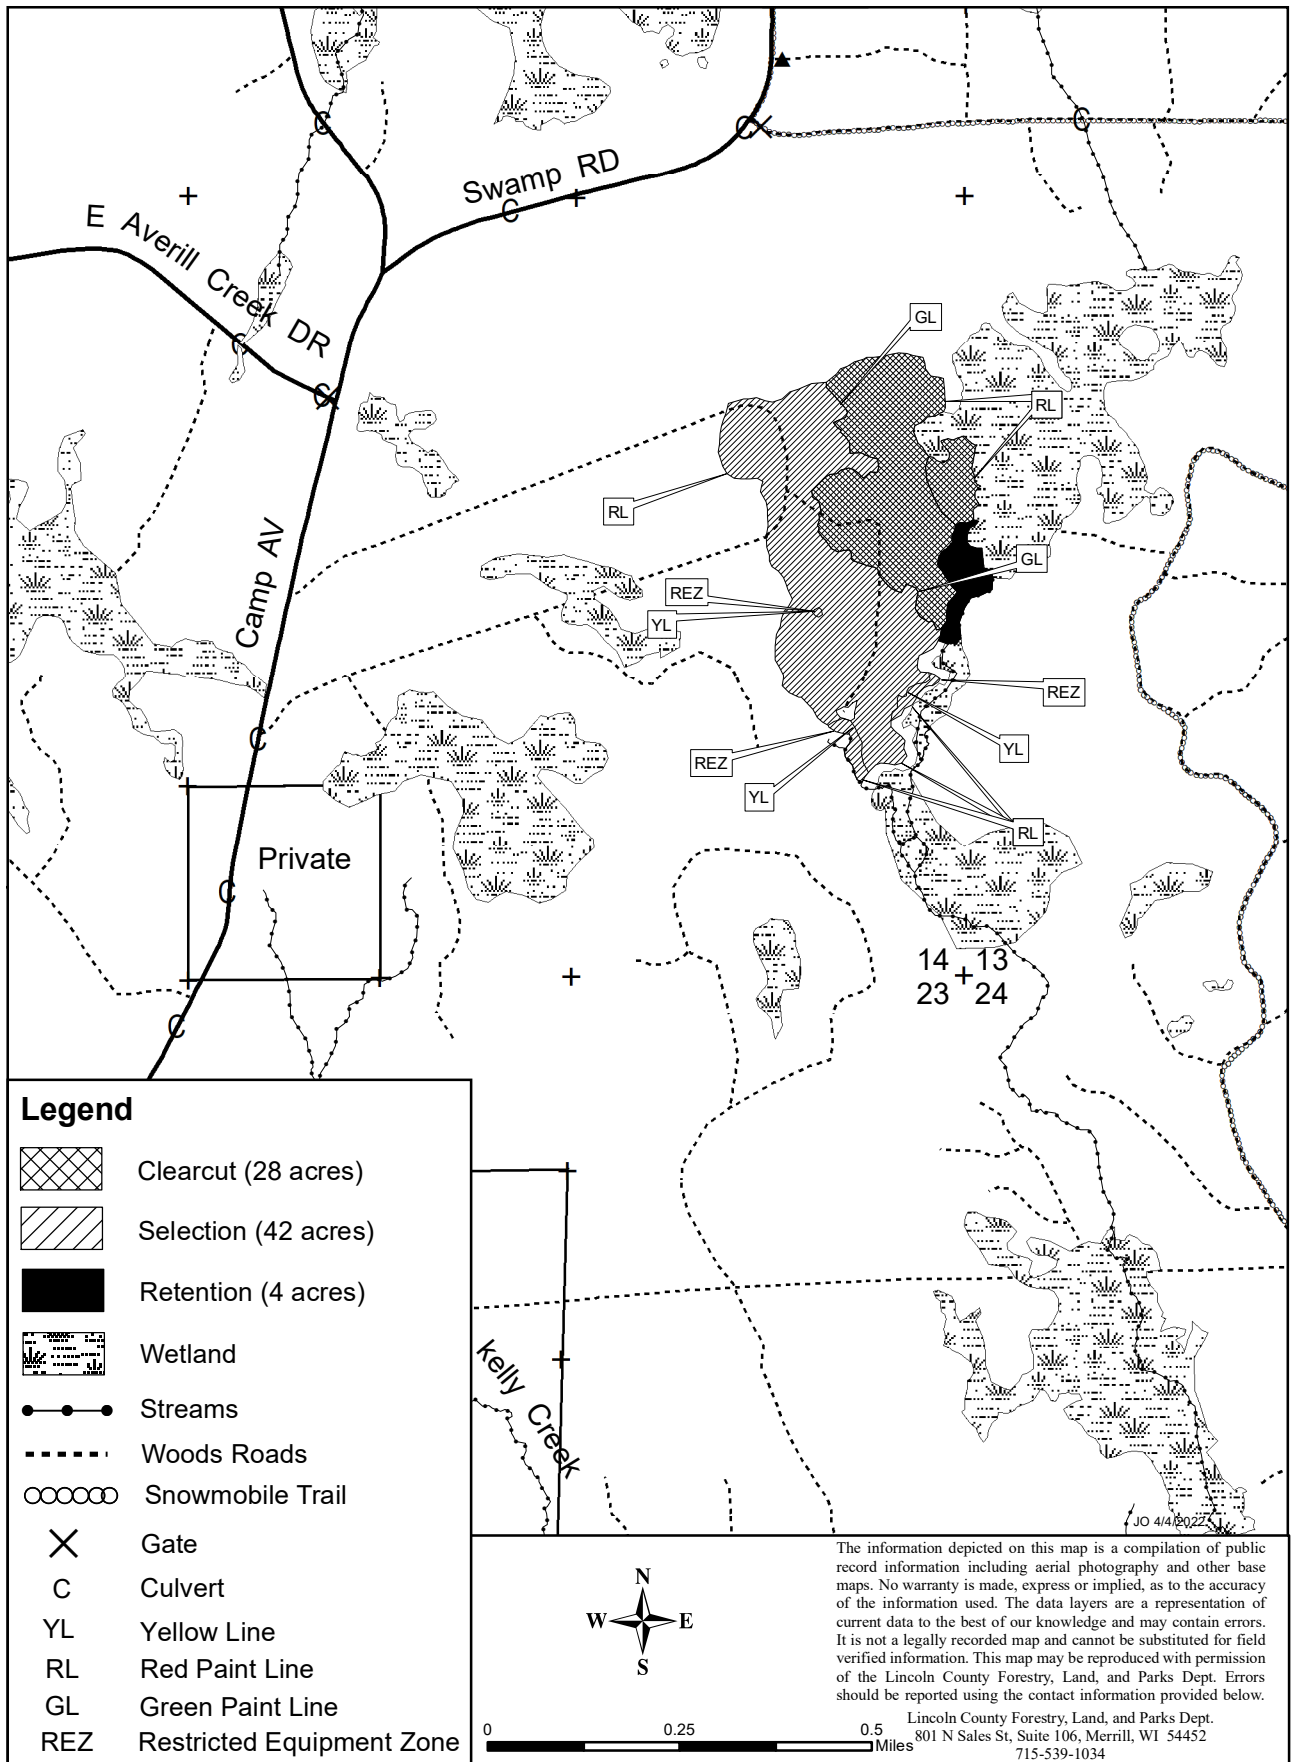 GL
Swamp RD
C
C
C
C
E Averill Creek DR
C
C
RL
RL
Camp AV
GL
REZ
YL
REZ
YL
REZ
YL
RL
C
Private
C
14 13
23 24
C
Legend
Clearcut (28 acres)
Selection (42 acres)
Retention (4 acres)
Wetland
Streams
Woods Roads
Snowmobile Trail
Gate
C Culvert
YL Yellow Line
RL Red Paint Line
GL Green Paint Line
REZ Restricted Equipment Zone
kelly Creek
JO 4/4/2022
N
W E
S
0 0.25 0.5
Miles
The information depicted on this map is a compilation of public
record information including aerial photography and other base
maps. No warranty is made, express or implied, as to the accuracy
of the information used. The data layers are a representation of
current data to the best of our knowledge and may contain errors.
It is not a legally recorded map and cannot be substituted for field
verified information. This map may be reproduced with permission
of the Lincoln County Forestry, Land, and Parks Dept. Errors
should be reported using the contact information provided below.
Lincoln County Forestry, Land, and Parks Dept.
801 N Sales St, Suite 106, Merrill, WI 54452
715-539-1034